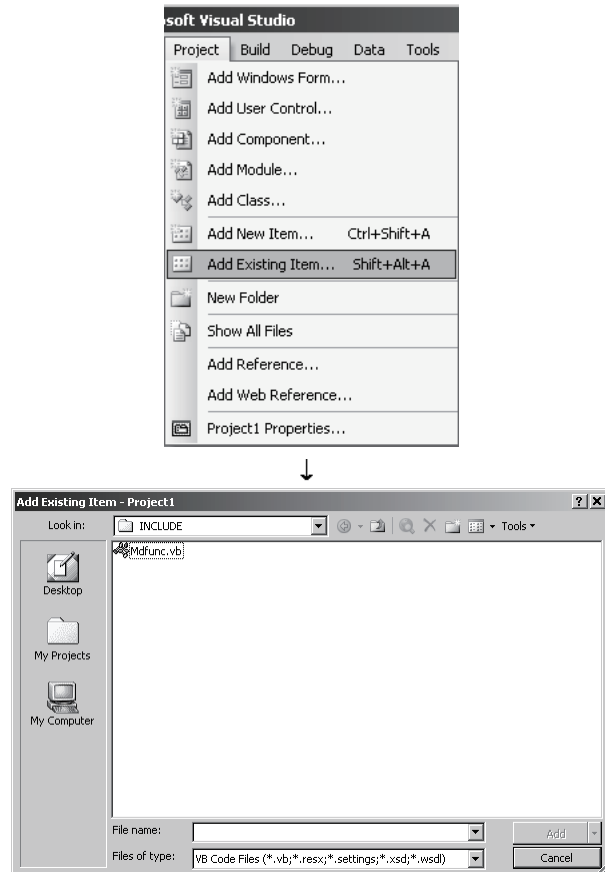 osoft Visual Studio
Project Build Debug Data Tools
Add Windows Form...
Add User Control...
Add Component...
Add Module...
Add Class...
Add New Item... Ctrl+Shift+A
Add Existing Item... Shift+Alt+A
New Folder
Show All Files
Add Reference...
Add Web Reference...
Project1 Properties...
↓
Add Existing Item - Project1
Look in: INCLUDE Tools
Mdfunc.vb
Desktop
My Projects
My Computer
File name: Add
Files of type: VB Code Files (*.vb;*.resx;*.settings;*.xsd;*.wsdl) Cancel